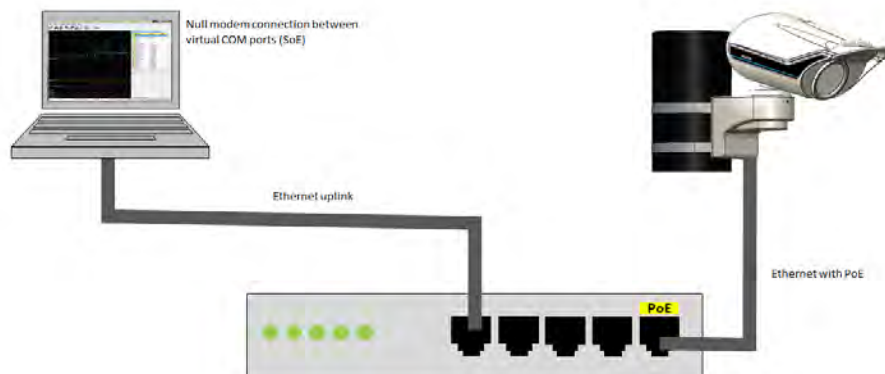 Null modem connection between
virtual COM ports (SoE)
Ethernet uplink
Ethernet with PoE
PoE